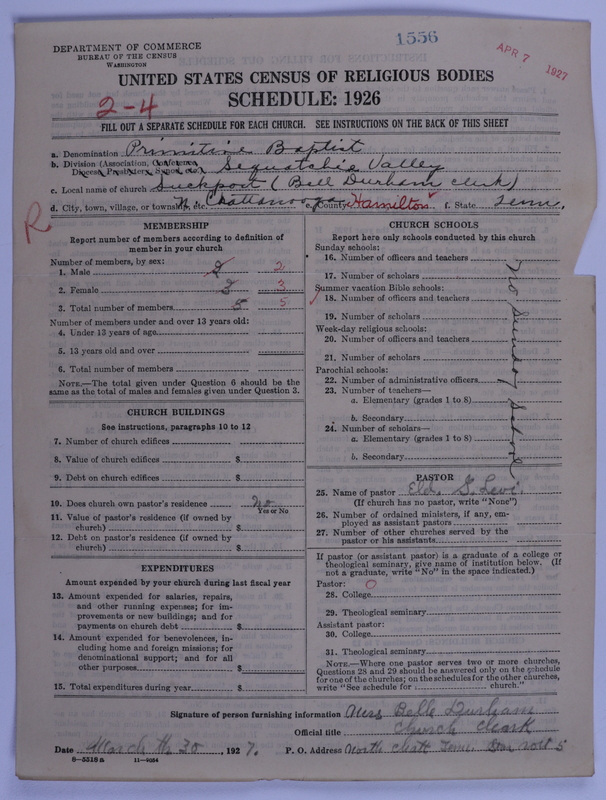 DEPARTMENT OF COMMERCE
BUREAU OF THE CENSUS
WASHINGTON
1556
APR 7 1927
UNITED STATES CENSUS OF RELIGIOUS BODIES
SCHEDULE: 1926
2-4
FILL OUT A SEPARATE SCHEDULE FOR EACH CHURCH. SEE INSTRUCTIONS ON THE BACK OF THIS SHEET
a. Denomination Primitive Baptist
b. Division (Association, Conference, Diocese, Presbytery, Synod, etc.) Sequatchie Valley
c. Local name of church Suckport (Bell Durham clerk)
d. City, town, village, or township, etc. N. Chattanooga e. County Hamilton f. State Tenn.
R
MEMBERSHIP
Report number of members according to definition of member in your church
Number of members, by sex:
1. Male 2 2
2. Female 3 3
3. Total number of members 5 5
Number of members under and over 13 years old:
4. Under 13 years of age
5. 13 years old and over
6. Total number of members
NOTE.—The total given under Question 6 should be the same as the total of males and females given under Question 3.
CHURCH BUILDINGS
See instructions, paragraphs 10 to 12
7. Number of church edifices
8. Value of church edifices $
9. Debt on church edifices $
10. Does church own pastor's residence No
Yes or No
11. Value of pastor's residence (if owned by church) $
12. Debt on pastor's residence (if owned by church) $
EXPENDITURES
Amount expended by your church during last fiscal year
13. Amount expended for salaries, repairs, and other running expenses; for improvements or new buildings; and for payments on church debt $
14. Amount expended for benevolences, including home and foreign missions; for denominational support; and for all other purposes $
15. Total expenditures during year $
CHURCH SCHOOLS
Report here only schools conducted by this church
Sunday schools:
16. Number of officers and teachers
17. Number of scholars
Summer vacation Bible schools:
18. Number of officers and teachers
19. Number of scholars
Week-day religious schools:
20. Number of officers and teachers
21. Number of scholars
Parochial schools:
22. Number of administrative officers
23. Number of teachers—
a. Elementary (grades 1 to 8)
b. Secondary
24. Number of scholars—
a. Elementary (grades 1 to 8)
b. Secondary
no Sunday School
PASTOR
25. Name of pastor Eld. S. Levi
(If church has no pastor, write "None")
26. Number of ordained ministers, if any, employed as assistant pastors
27. Number of other churches served by the pastor or his assistants
If pastor (or assistant pastor) is a graduate of a college or theological seminary, give name of institution below. (If not a graduate, write "No" in the space indicated.)
Pastor: 0
28. College
29. Theological seminary
Assistant pastor:
30. College
31. Theological seminary
NOTE.—Where one pastor serves two or more churches, Questions 28 and 29 should be answered only on the schedule for one of the churches; on the schedules for the other churches, write "See schedule for church."
Signature of person furnishing information Miss Belle Durham
Official title Church Clark
Date March the 30, 1927. P. O. Address North Chatt Tenn. 5
8-5518a 11-9064